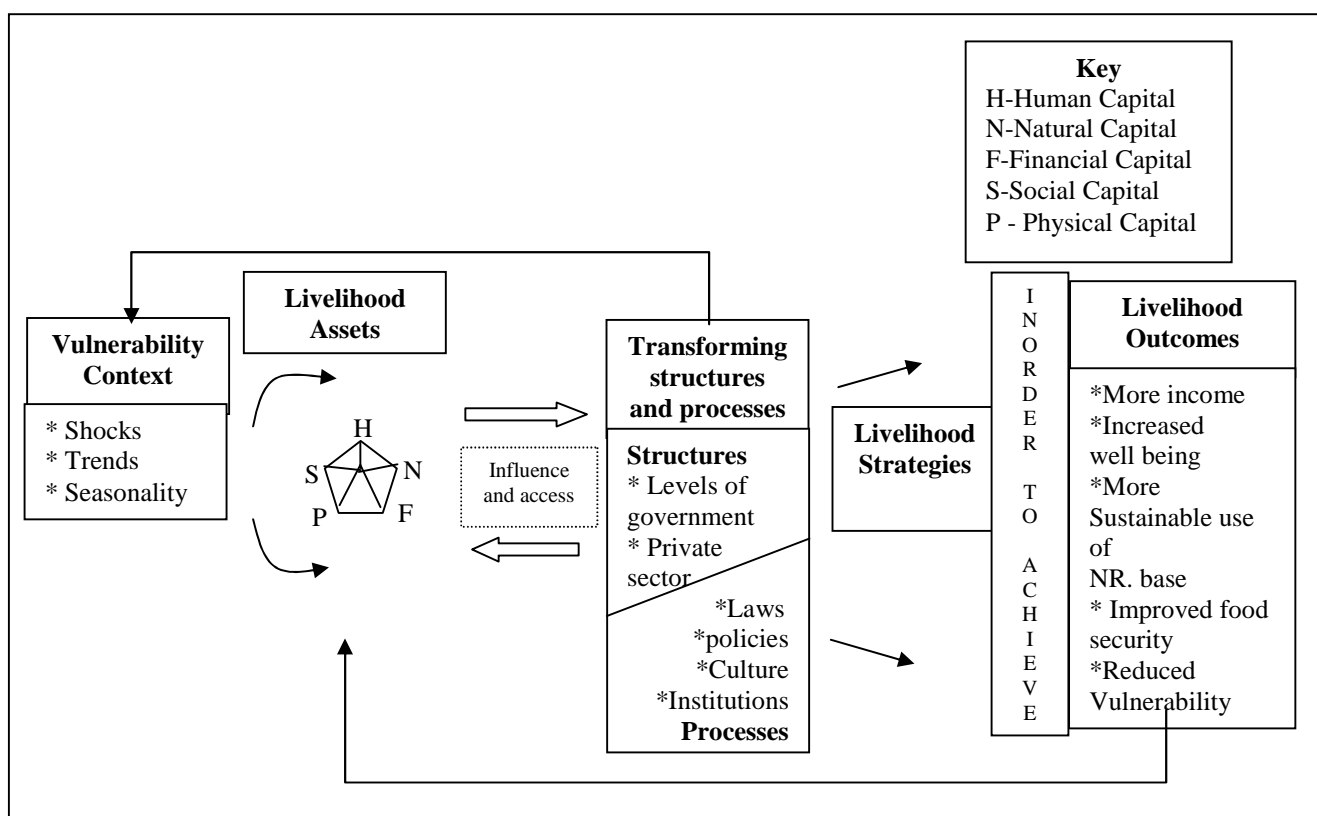 Key
H-Human Capital
N-Natural Capital
F-Financial Capital
S-Social Capital
P - Physical Capital
Livelihood
Assets
Vulnerability
Context
* Shocks
* Trends
* Seasonality
H
S
N
P
F
Influence
and access
Transforming
structures
and processes
Structures
* Levels of
government
* Private
sector
*Laws
*policies
*Culture
*Institutions
Processes
Livelihood
Strategies
I
N
O
R
D
E
R
T
O
A
C
H
I
E
V
E
Livelihood
Outcomes
*More income
*Increased
well being
*More
Sustainable use
of
NR. base
* Improved food
security
*Reduced
Vulnerability